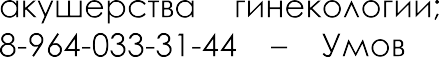 акушерства гинекологии;
8-964-033-31-44 – Умов